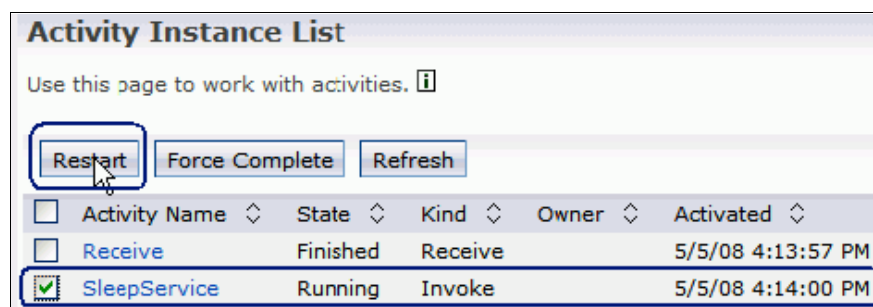 Activity Instance List
Use this page to work with activities. i
Restart Force Complete Refresh
Activity Name State Kind Owner Activated
Receive Finished Receive 5/5/08 4:13:57 PM
SleepService Running Invoke 5/5/08 4:14:00 PM